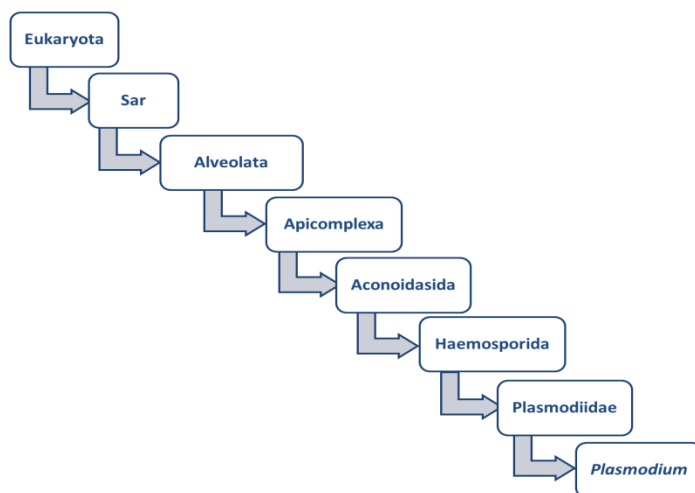 Eukaryota
Sar
Alveolata
Apicomplexa
Aconoidasida
Haemosporida
Plasmodiidae
Plasmodium